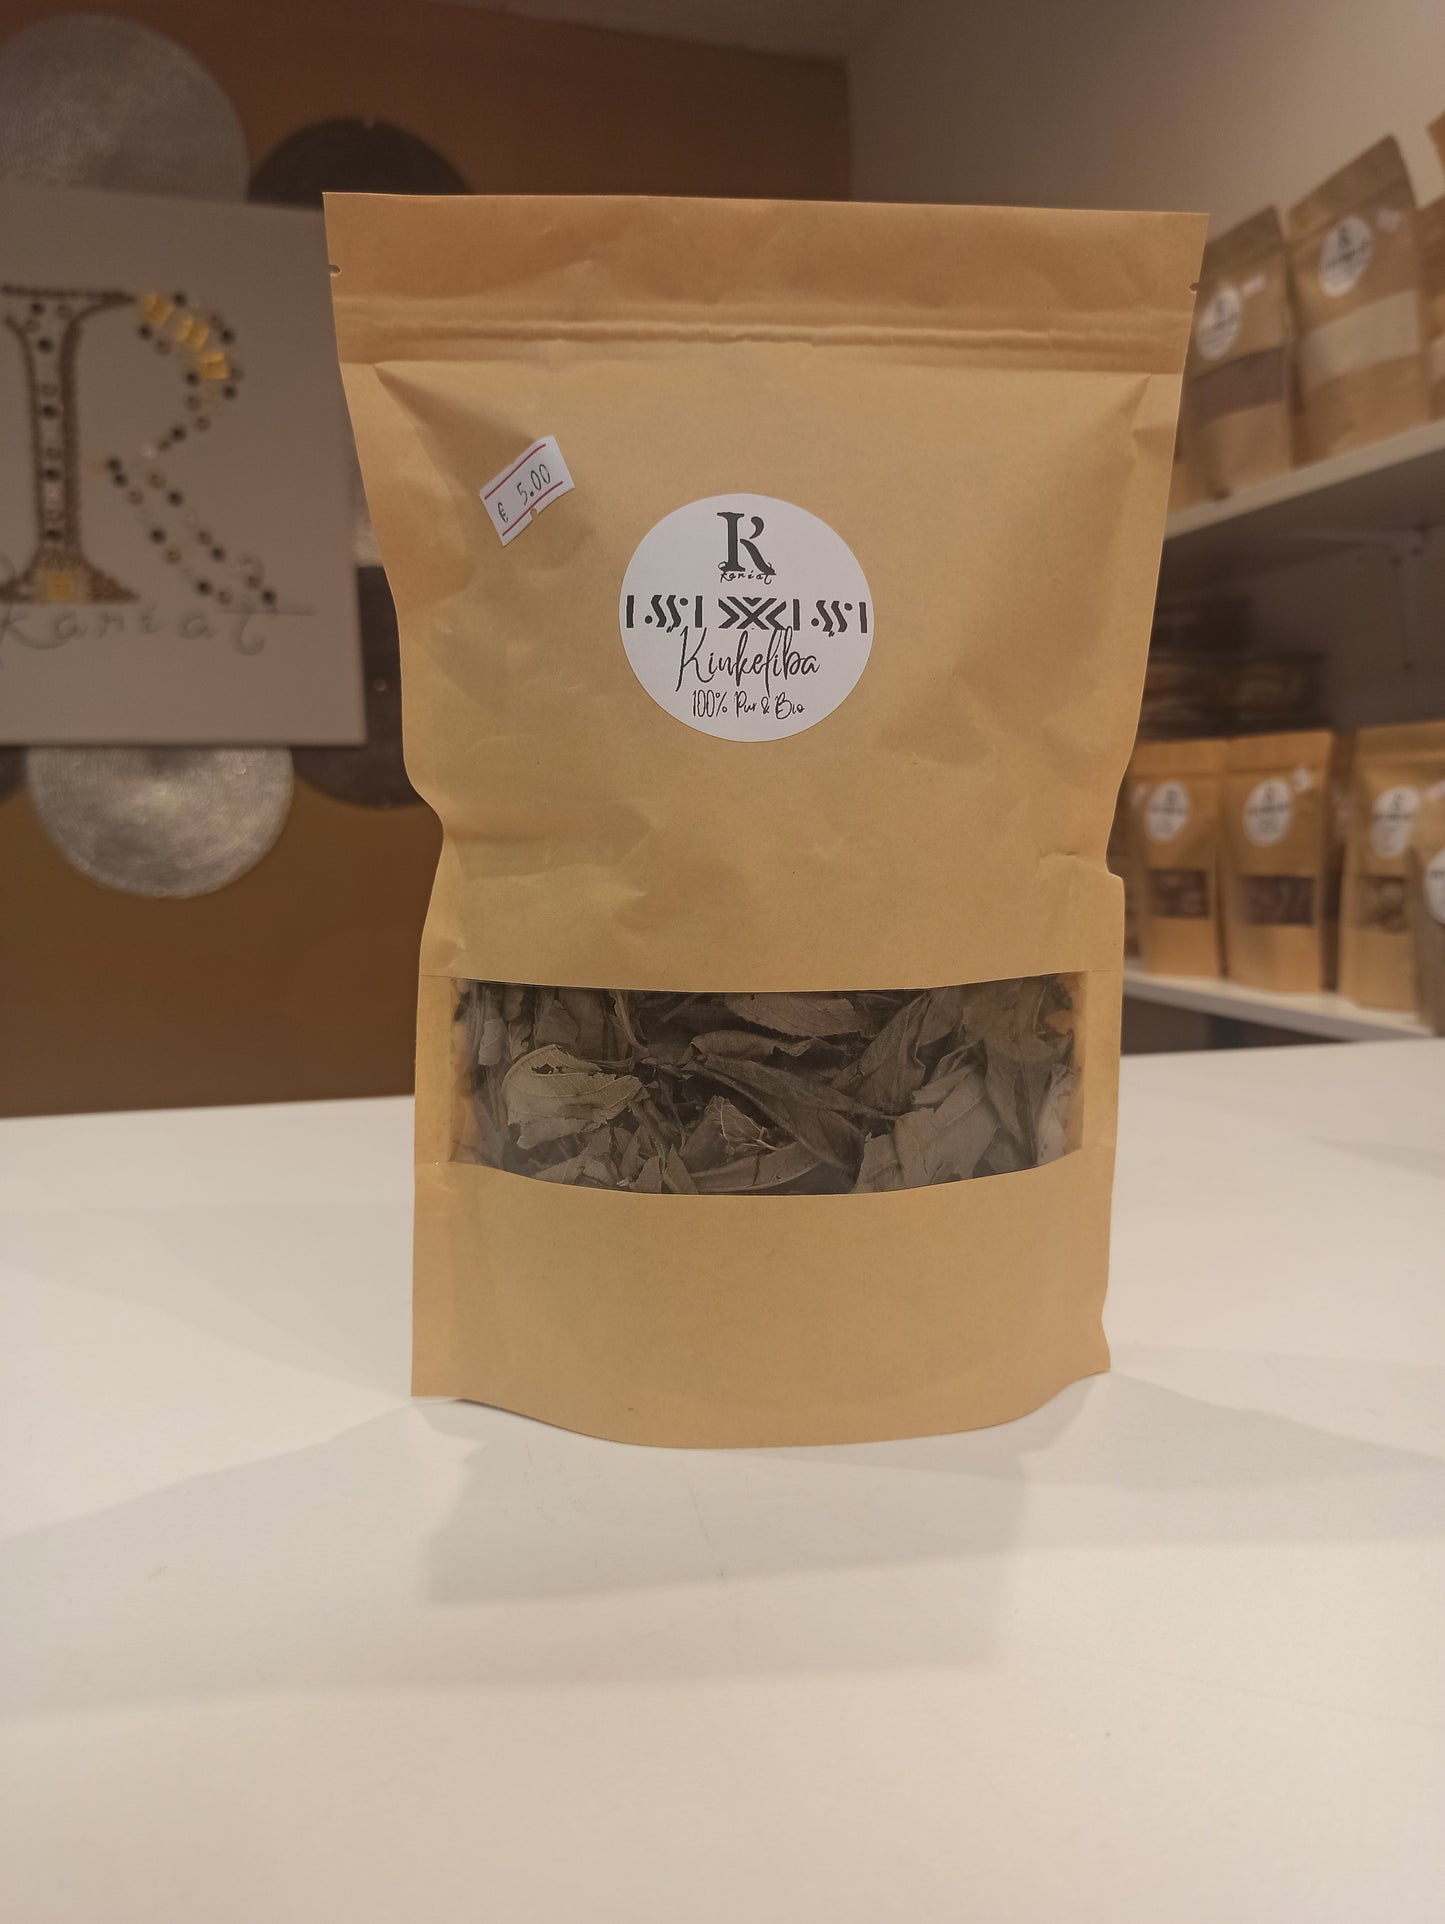 € 5.00
K
Kariat
Kinkeliba
100% Pur & Bio
Kariat